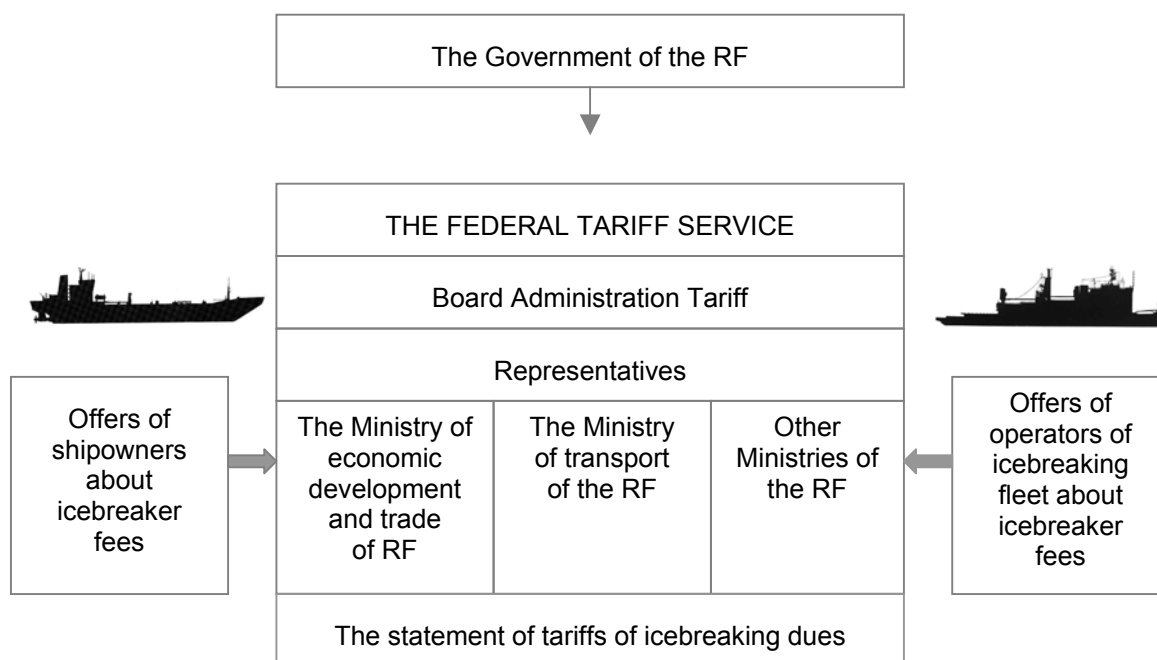 The Government of the RF
THE FEDERAL TARIFF SERVICE
Board Administration Tariff
Representatives
Offers of
shipowners
about
icebreaker
fees
The Ministry of
economic
development
and trade
of RF
The Ministry
of transport
of the RF
Other
Ministries of
the RF
Offers of
operators of
icebreaking
fleet about
icebreaker
fees
The statement of tariffs of icebreaking dues